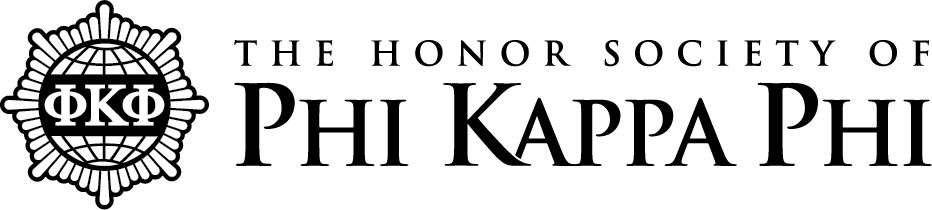 ΦΚΦ
THE HONOR SOCIETY OF
PHI KAPPA PHI